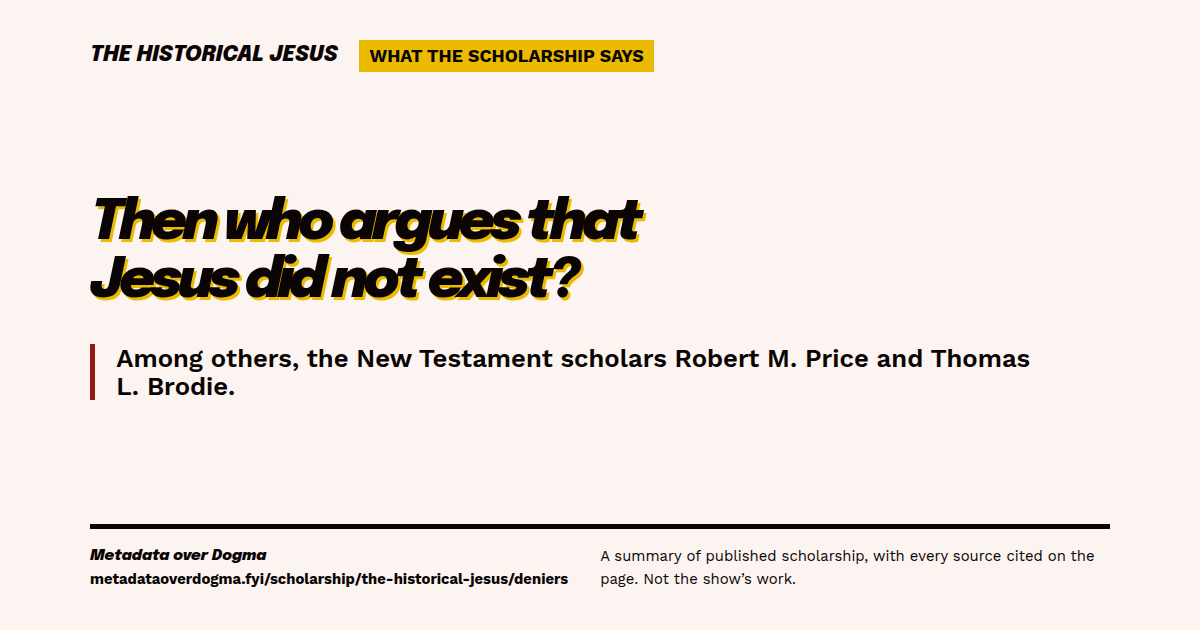 THE HISTORICAL JESUS
WHAT THE SCHOLARSHIP SAYS
Then who argues that
Jesus did not exist?
Among others, the New Testament scholars Robert M. Price and Thomas
L. Brodie.
Metadata over Dogma
metadataoverdogma.fyi/scholarship/the-historical-jesus/deniers
A summary of published scholarship, with every source cited on the
page. Not the show’s work.